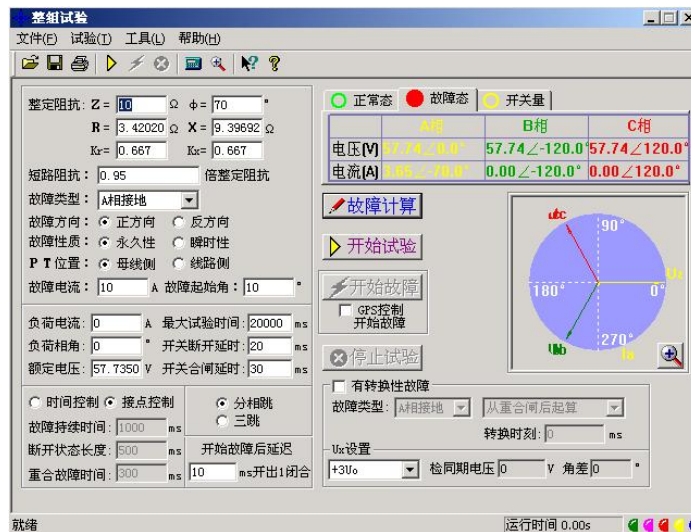 整组试验
文件(F) 试验(T) 工具(L) 帮助(H)
整定阻抗: Z = 10 Ω ϕ = 70 °
R = 3.42020 Ω X = 9.39692 Ω
Kr= 0.667 Kx= 0.667
短路阻抗: 0.95 倍整定阻抗
故障类型: A相接地
故障方向: 正方向 反方向
故障性质: 永久性 瞬时性
PT位置: 母线侧 线路侧
故障电流: 10 A 故障起始角: 10 °
负荷电流: 0 A 最大试验时间: 20000 ms
负荷相角: 0 ° 开关断开延时: 20 ms
额定电压: 57.7350 V 开关合闸延时: 30 ms
时间控制 接点控制
故障持续时间: 1000 ms
断开状态长度: 500 ms
重合故障时间: 300 ms
分相跳
三跳
开始故障后延迟
10 ms开出1闭合
正常态 故障态 开关量
A相 B相 C相
电压(V) 57.74∠0.0° 57.74∠-120.0° 57.74∠120.0°
电流(A) 3.65∠-70.0° 0.00∠-120.0° 0.00∠120.0°
故障计算
开始试验
开始故障
GPS控制
开始故障
停止试验
Uc
90°
180°
0°
Ua
270°
Ub
Ia
有转换性故障
故障类型: A相接地 从重合闸后起算
转换时刻: 0 ms
Ux设置
+3U₀ 检同期电压 0 V 角差 0 °
就绪
运行时间 0.00s